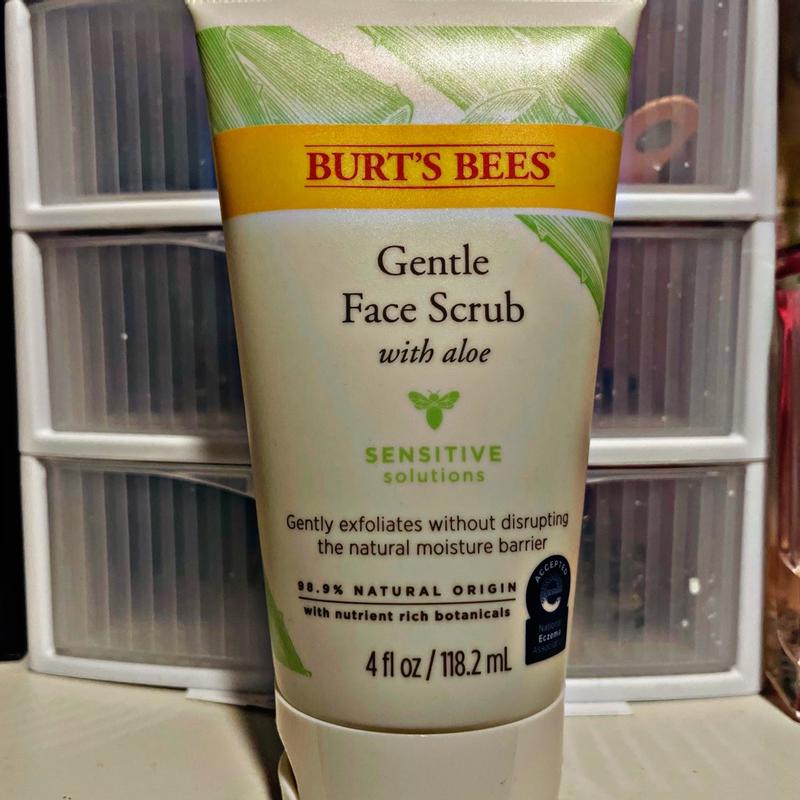 BURT'S BEES®
Gentle
Face Scrub
with aloe
SENSITIVE
solutions
Gently exfoliates without disrupting
the natural moisture barrier
98.9% NATURAL ORIGIN
with nutrient rich botanicals
ACCEPTED
National
Eczema
Association
4 fl oz / 118.2 mL